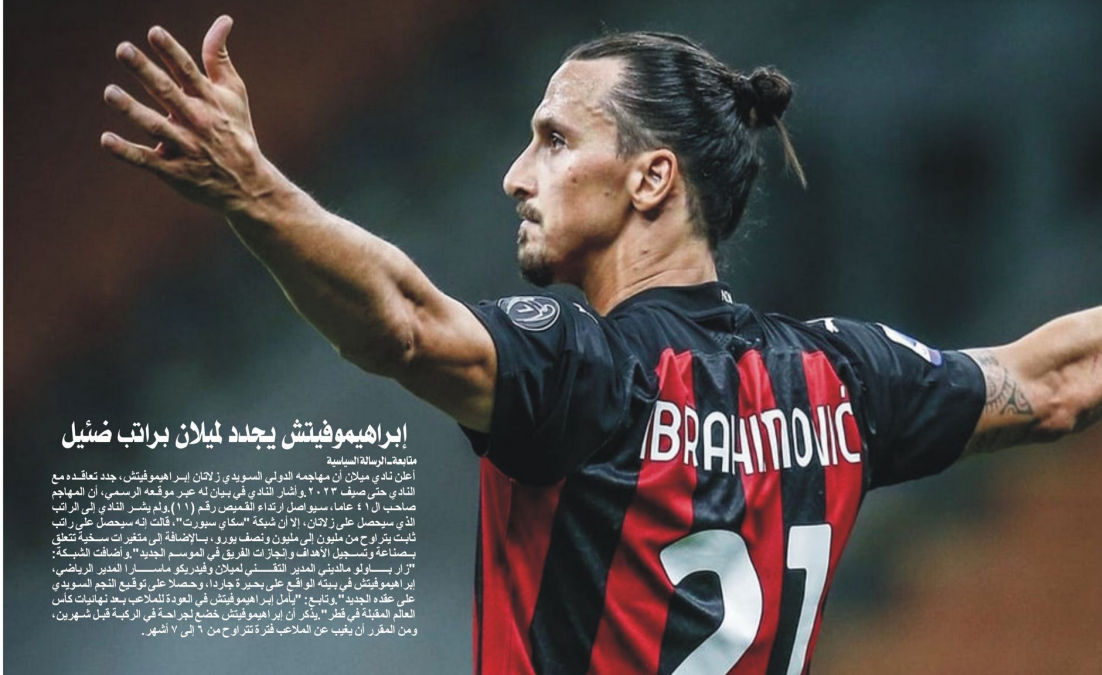 إبراهيموفيتش يجدد لميلان براتب ضئيل
متابعة-الرسالة السياسية
أعلن نادي ميلان أن مهاجمه الدولي السويدي زلاتان إبراهيموفيتش، جدد تعاقده مع
النادي حتى صيف ٢٠٢٣.وأشار النادي في بيان له عبر موقعه الرسمي، أن المهاجم
صاحب ال٤١ عاما، سيواصل ارتداء القميص رقم (١١).ولم يشر النادي إلى الراتب
الذي سيحصل على زلاتان، إلا أن شبكة "سكاي سبورت"، قالت إنه سيحصل على راتب
ثابت يتراوح من مليون إلى مليون ونصف يورو، بالإضافة إلى متغيرات سخية تتعلق
بصناعة وتسجيل الأهداف وإنجازات الفريق في الموسم الجديد".وأضافت الشبكة:
"زار باولو مالديني المدير التقني لميلان وفيدريكو ماسارا المدير الرياضي،
إبراهيموفيتش في بيته الواقع على بحيرة جاردا، وحصلا على توقيع النجم السويدي
على عقده الجديد".وتابع: "يأمل إبراهيموفيتش في العودة للملاعب بعد نهائيات كأس
العالم المقبلة في قطر".يذكر أن إبراهيموفيتش خضع لجراحة في الركبة قبل شهرين،
ومن المقرر أن يغيب عن الملاعب فترة تتراوح من ٦ إلى ٧ أشهر.
IBRAHIMOVIĆ
21